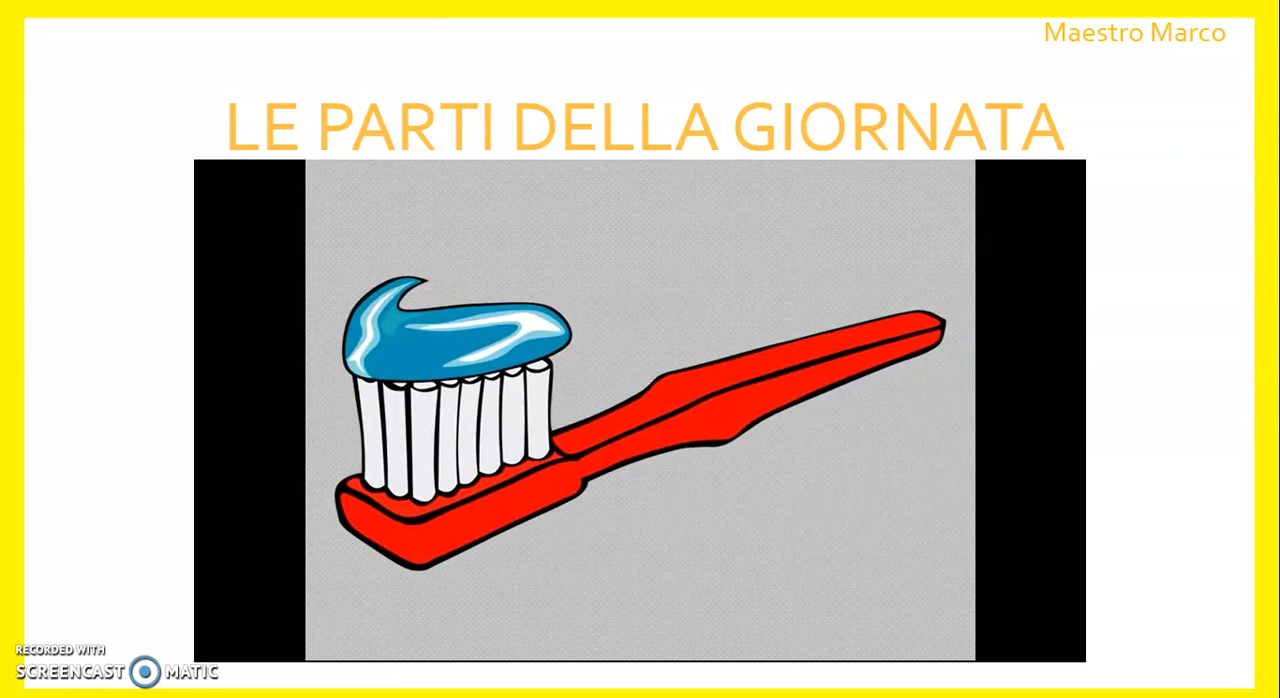 Maestro Marco
LE PARTI DELLA GIORNATA
RECORDED WITH
SCREENCAST MATIC